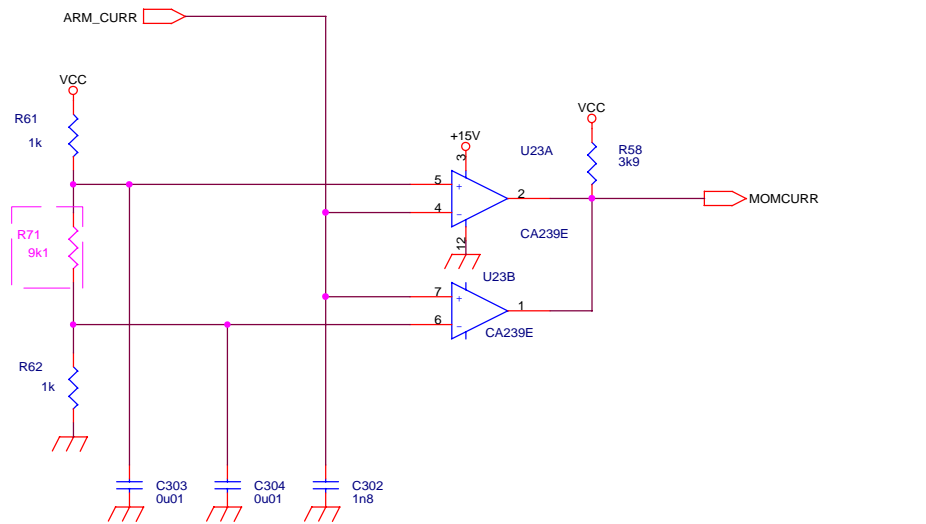 ARM_CURR
VCC
R61
1k
VCC
+15V
3
U23A
R58
3k9
5
+
2
4
−
MOMCURR
R71
9k1
CA239E
12
U23B
7
+
1
6
−
CA239E
R62
1k
C303
0u01
C304
0u01
C302
1n8